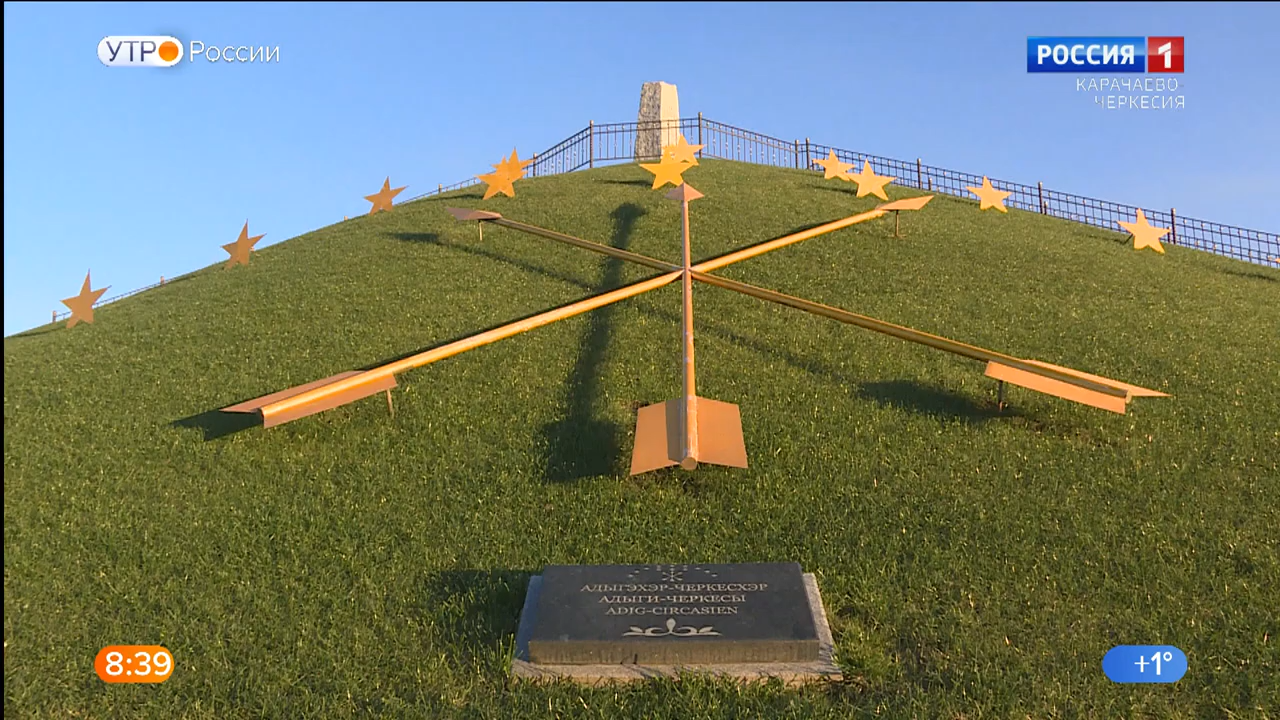 УТРО России
РОССИЯ 1
КАРАЧАЕВО-
ЧЕРКЕСИЯ
АДЫГЭХЭР-ЧЕРКЕСХЭР
АДЫГИ-ЧЕРКЕСЫ
ADIG-CIRCASIEN
8:39
+1°